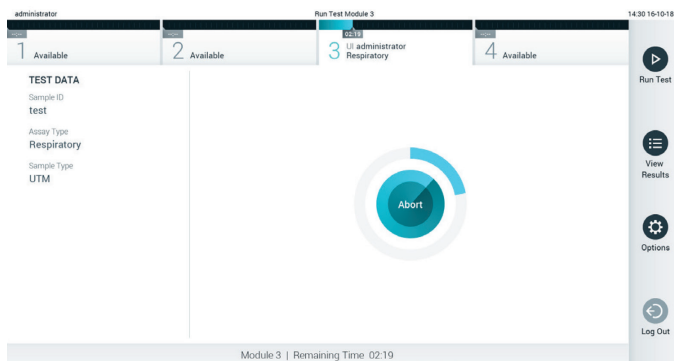 administrator
Run Test Module 3
14:30 16-10-18
--:--
--:--
02:19
--:--
1 Available
2 Available
3 UI administrator
Respiratory
4 Available
TEST DATA
Sample ID
test
Assay Type
Respiratory
Sample Type
UTM
Abort
Run Test
View
Results
Options
Log Out
Module 3 | Remaining Time 02:19